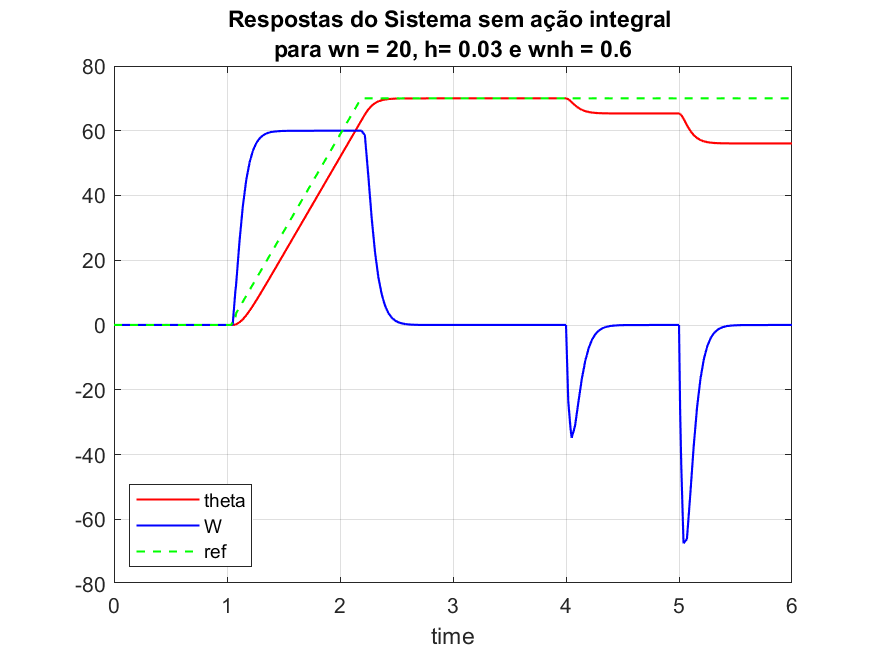 Respostas do Sistema sem ação integral
para wn = 20, h= 0.03 e wnh = 0.6
80
60
40
20
0
-20
-40
-60
-80
theta
W
ref
0 1 2 3 4 5 6
time